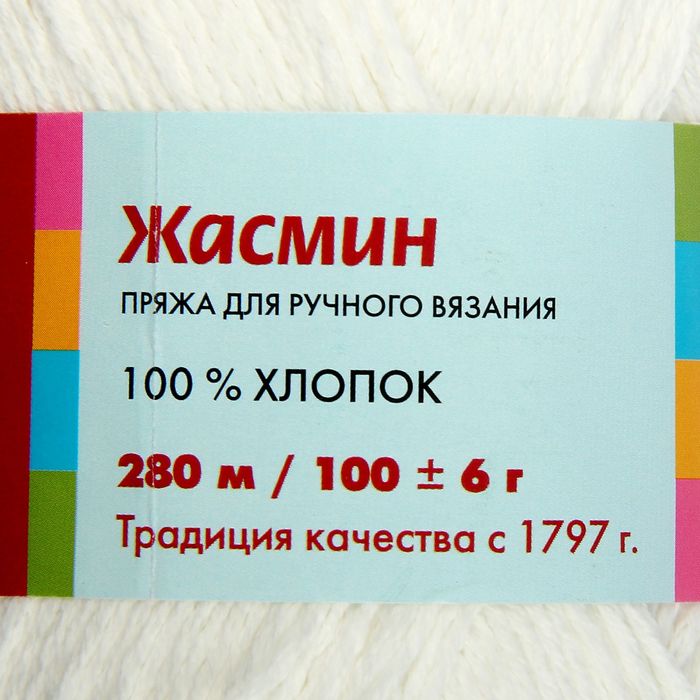 Жасмин
ПРЯЖА ДЛЯ РУЧНОГО ВЯЗАНИЯ
100 % ХЛОПОК
280 м / 100 ± 6 г
Традиция качества с 1797 г.